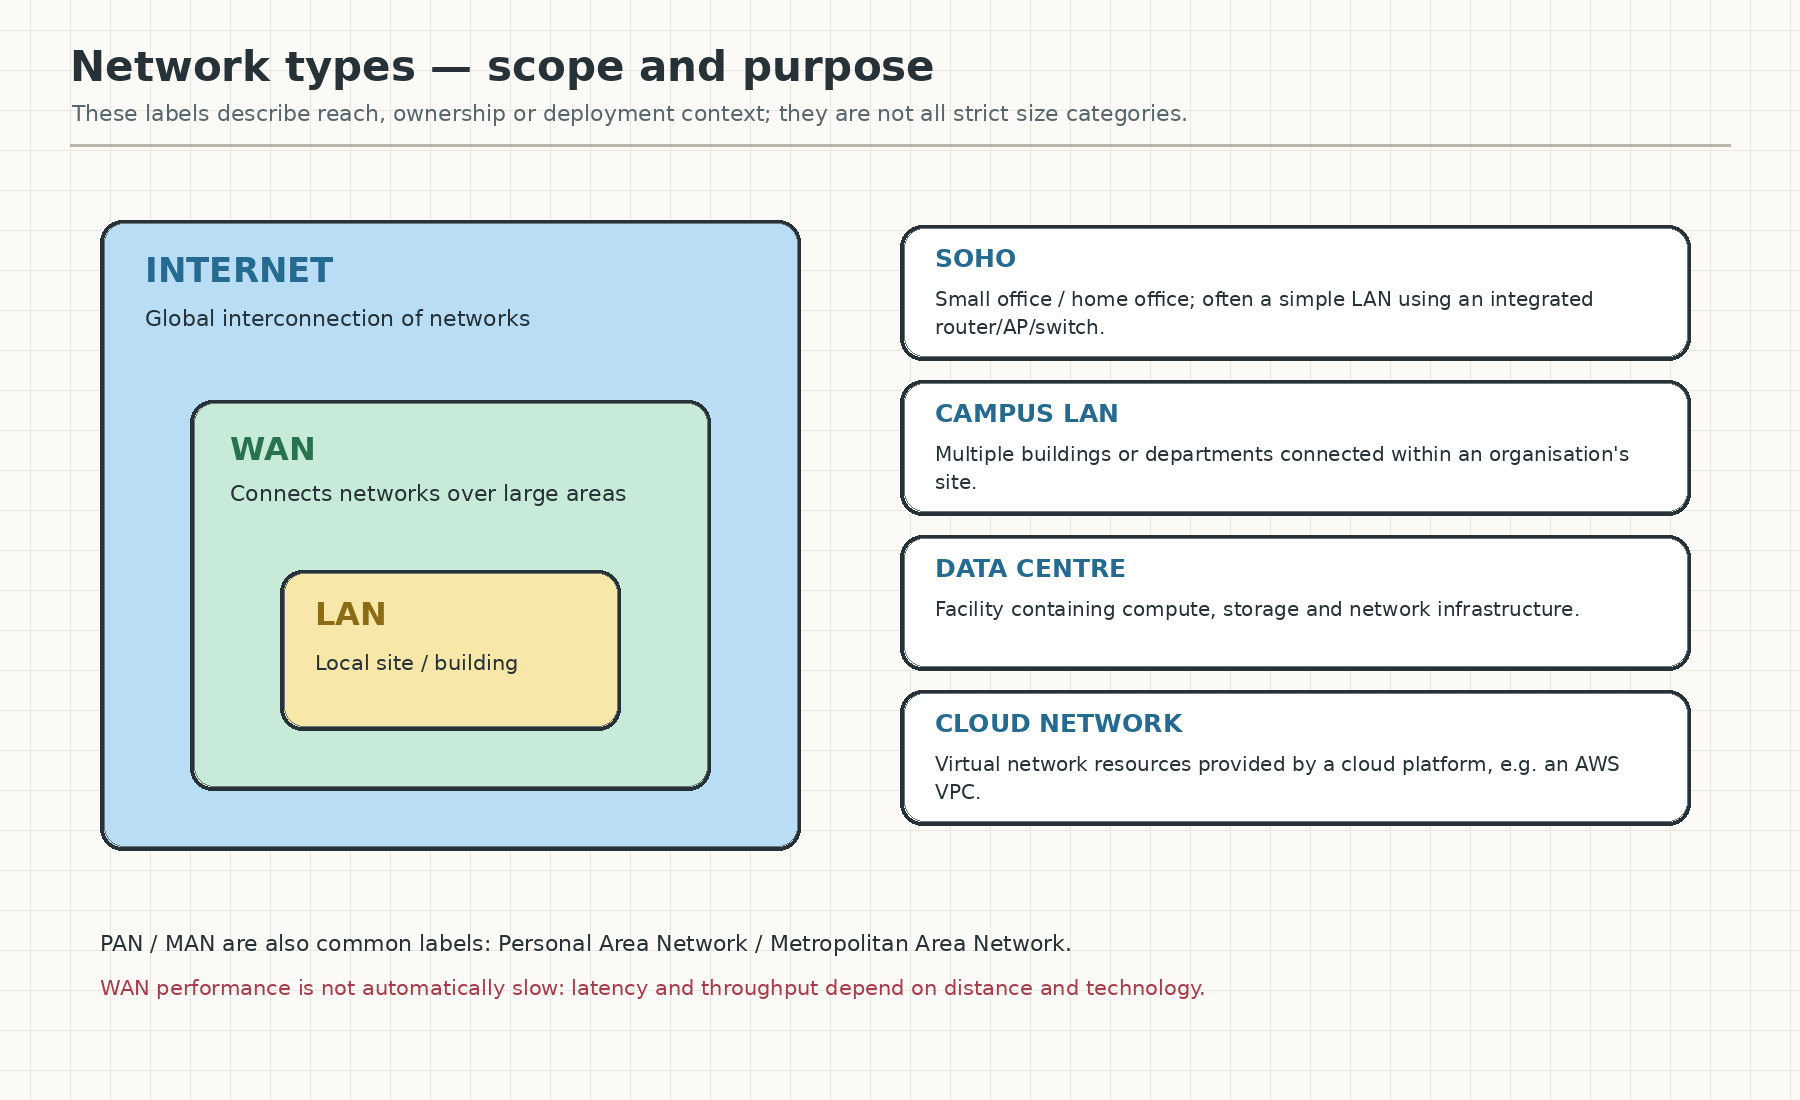 Network types — scope and purpose
These labels describe reach, ownership or deployment context; they are not all strict size categories.
INTERNET
Global interconnection of networks
WAN
Connects networks over large areas
LAN
Local site / building
SOHO
Small office / home office; often a simple LAN using an integrated
router/AP/switch.
CAMPUS LAN
Multiple buildings or departments connected within an organisation's
site.
DATA CENTRE
Facility containing compute, storage and network infrastructure.
CLOUD NETWORK
Virtual network resources provided by a cloud platform, e.g. an AWS
VPC.
PAN / MAN are also common labels: Personal Area Network / Metropolitan Area Network.
WAN performance is not automatically slow: latency and throughput depend on distance and technology.